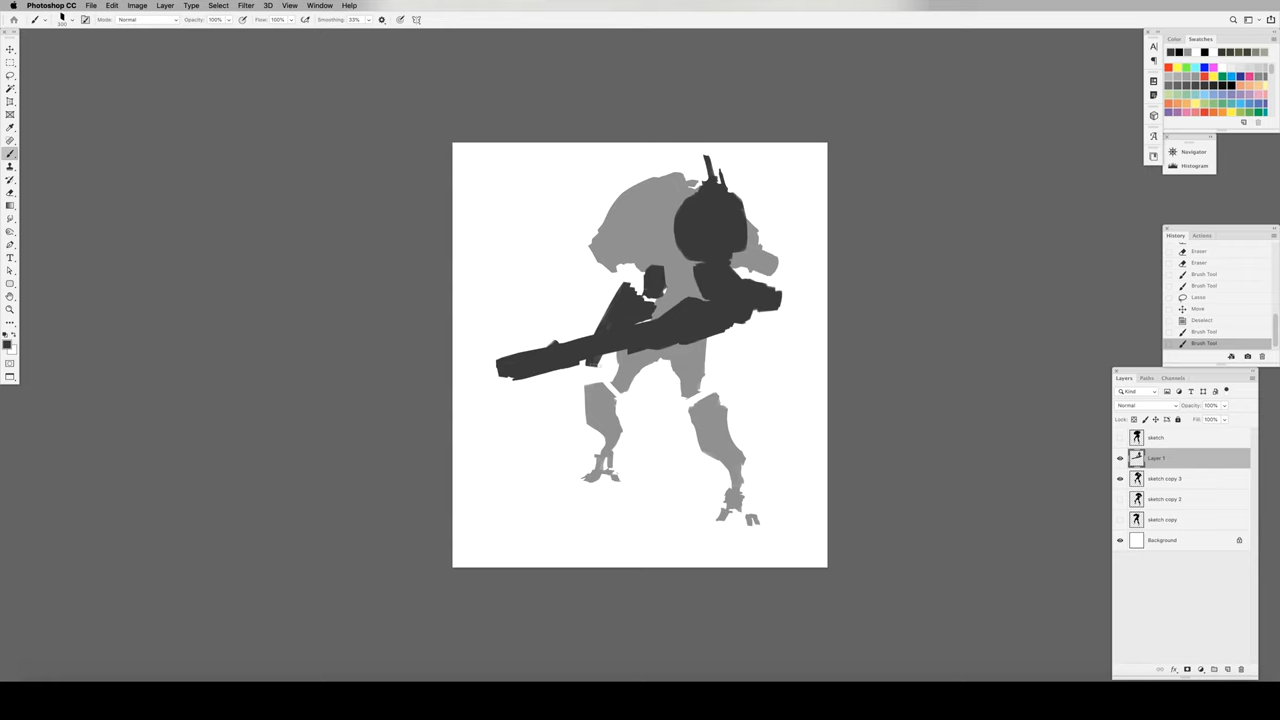 Photoshop CC File Edit Image Layer Type Select Filter 3D View Window Help
300 Mode: Normal Opacity: 100% Flow: 100% Smoothing: 33%
Color Swatches
Navigator
Histogram
History Actions
Eraser
Eraser
Brush Tool
Brush Tool
Lasso
Move
Deselect
Brush Tool
Brush Tool
Layers Paths Channels
Kind
Normal Opacity: 100%
Lock: Fill: 100%
sketch
Layer 1
sketch copy 3
sketch copy 2
sketch copy
Background
fx